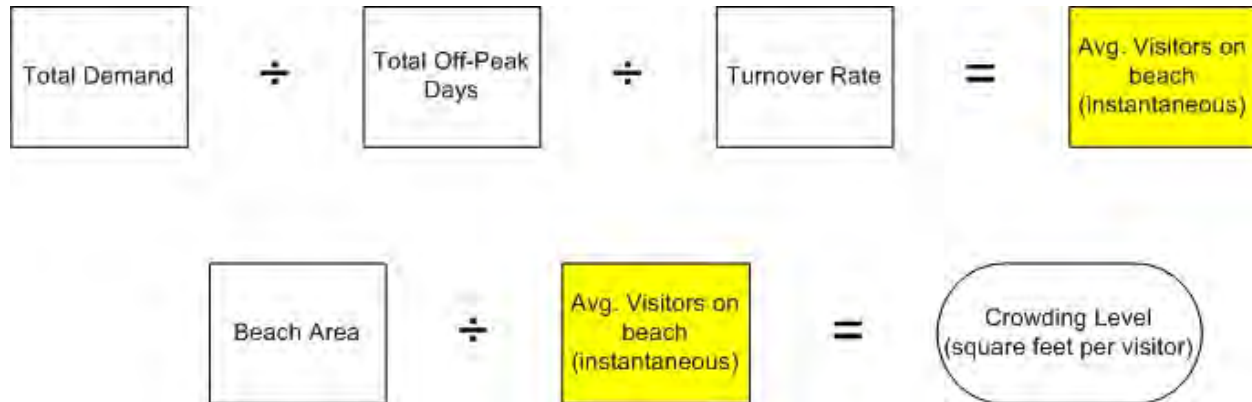 Total Demand
÷
Total Off-Peak
Days
÷
Turnover Rate
=
Avg. Visitors on
beach
(instantaneous)
Beach Area
÷
Avg. Visitors on
beach
(instantaneous)
=
Crowding Level
(square feet per visitor)